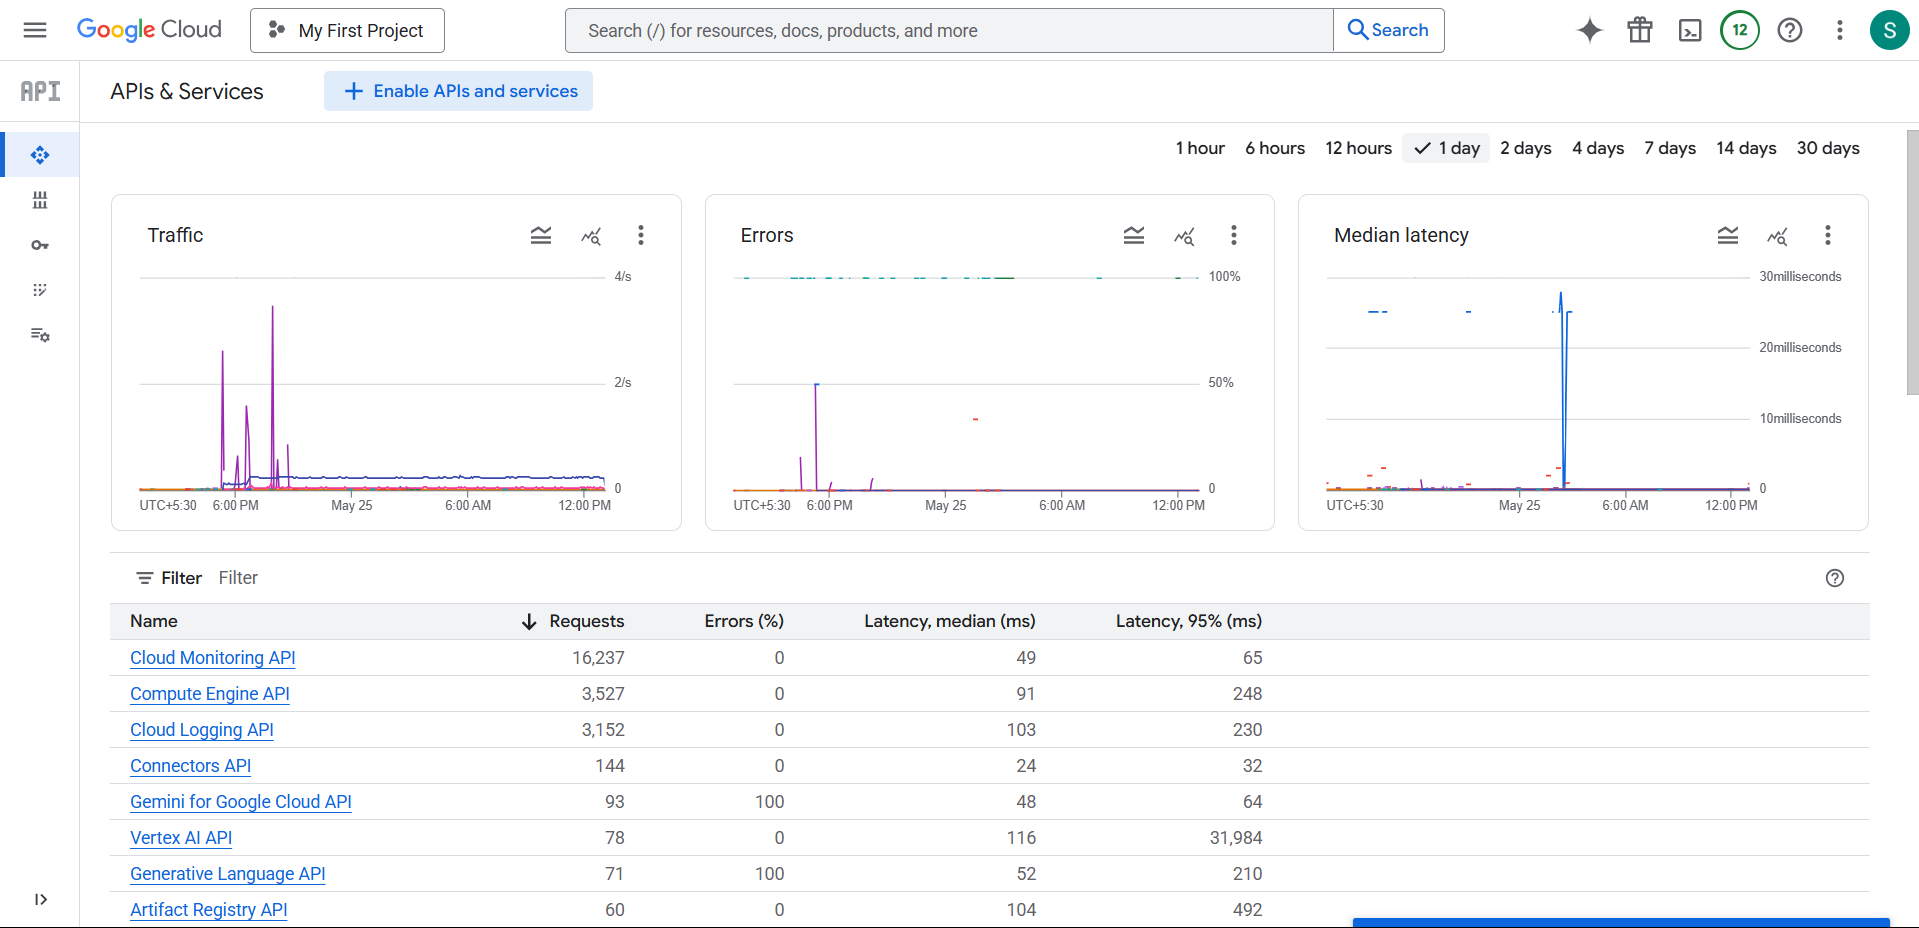 Google Cloud
My First Project
Search (/) for resources, docs, products, and more
Search
12
S
API
APIs & Services
Enable APIs and services
1 hour 6 hours 12 hours 1 day 2 days 4 days 7 days 14 days 30 days
Traffic
4/s
2/s
0
UTC+5:30 6:00 PM May 25 6:00 AM 12:00 PM
Errors
100%
50%
0
UTC+5:30 6:00 PM May 25 6:00 AM 12:00 PM
Median latency
30milliseconds
20milliseconds
10milliseconds
0
UTC+5:30 May 25 6:00 AM 12:00 PM
Filter Filter
Name Requests Errors (%) Latency, median (ms) Latency, 95% (ms)
Cloud Monitoring API 16,237 0 49 65
Compute Engine API 3,527 0 91 248
Cloud Logging API 3,152 0 103 230
Connectors API 144 0 24 32
Gemini for Google Cloud API 93 100 48 64
Vertex AI API 78 0 116 31,984
Generative Language API 71 100 52 210
Artifact Registry API 60 0 104 492